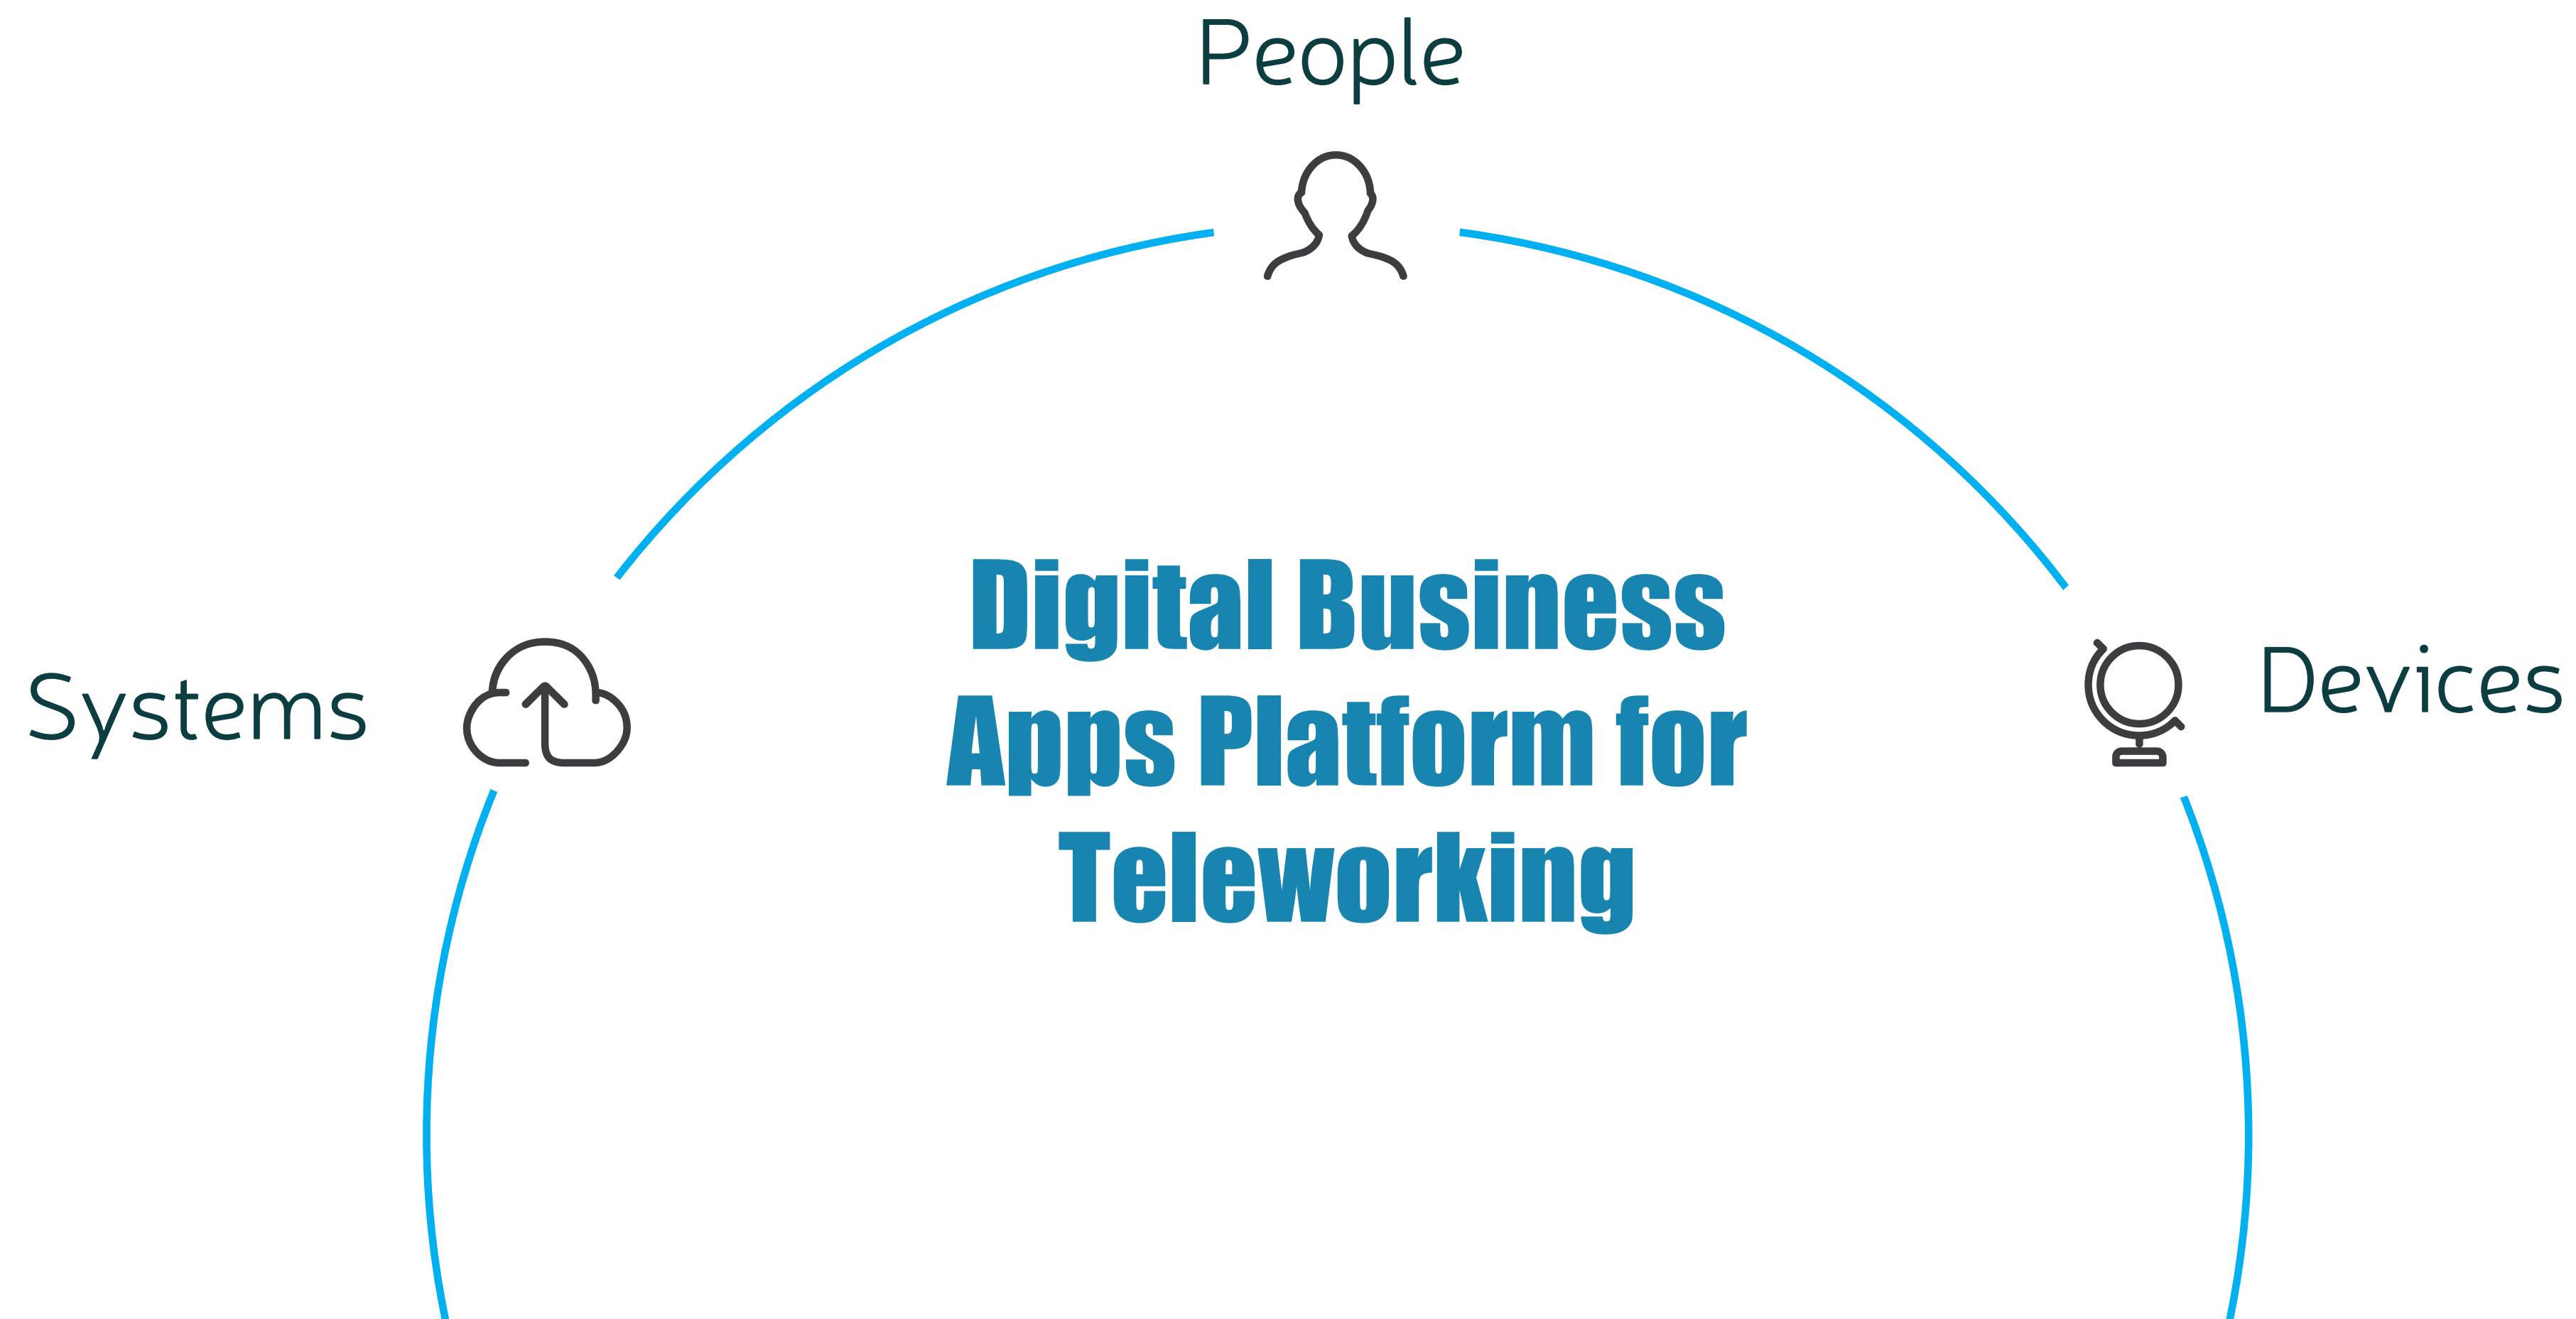 People
Systems
Digital Business
Apps Platform for
Teleworking
Devices